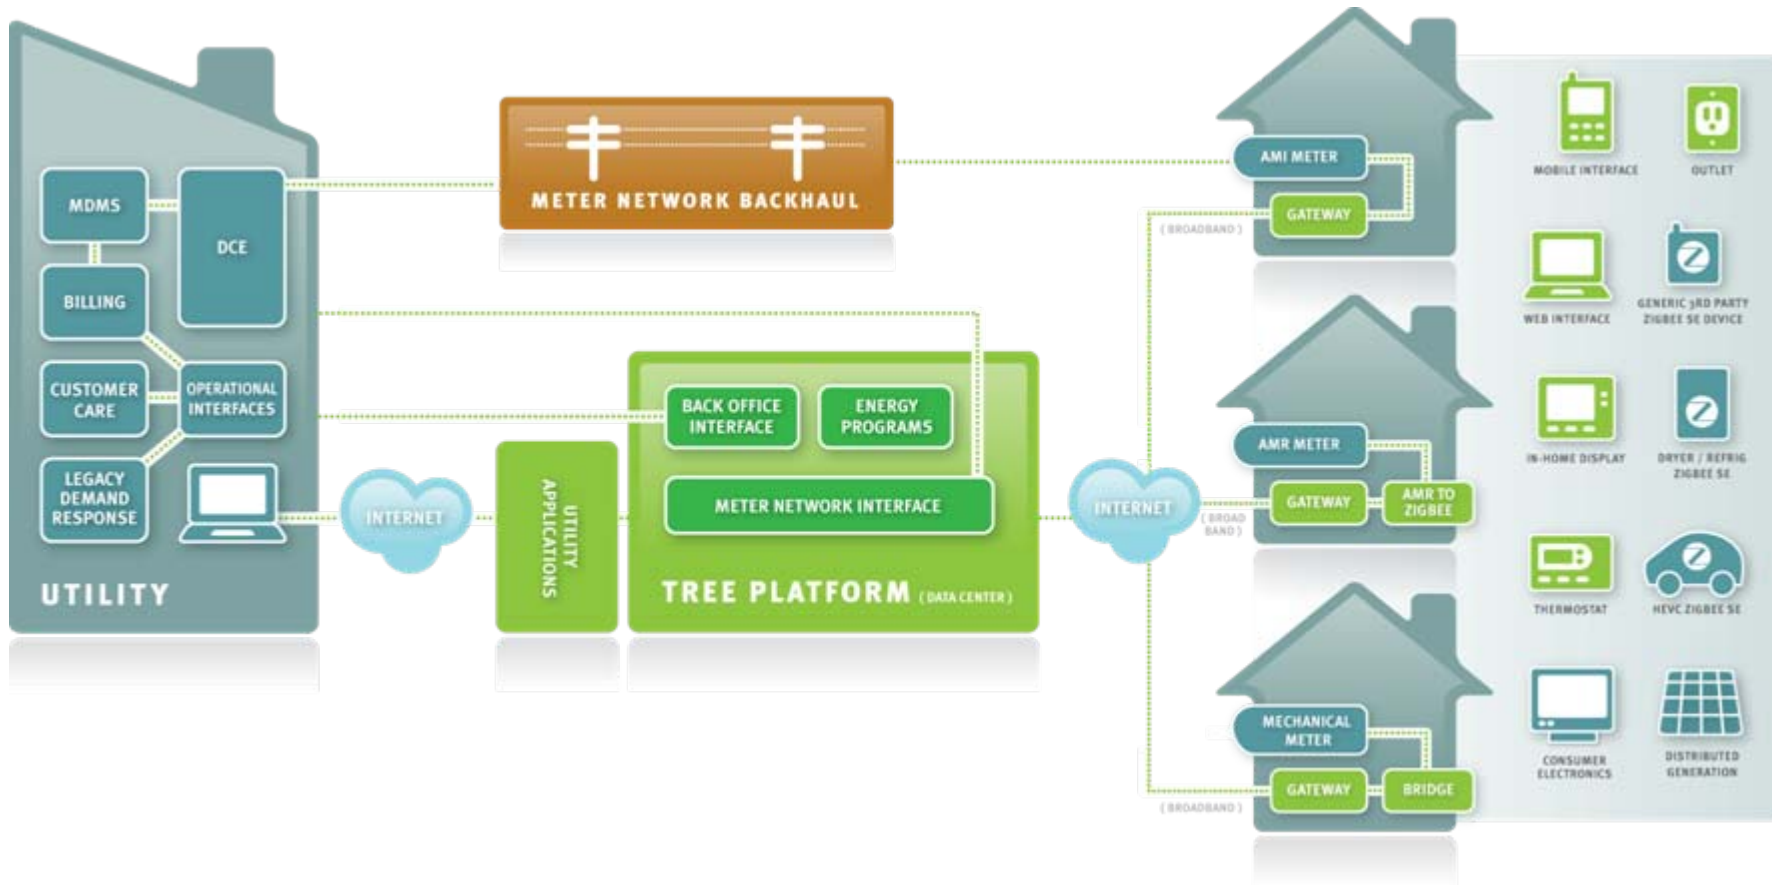 MDMS
DCE
BILLING
CUSTOMER
CARE
OPERATIONAL
INTERFACES
LEGACY
DEMAND
RESPONSE
UTILITY
METER NETWORK BACKHAUL
INTERNET
UTILITY
APPLICATIONS
BACK OFFICE
INTERFACE
ENERGY
PROGRAMS
METER NETWORK INTERFACE
TREE PLATFORM (DATA CENTER)
INTERNET
AMI METER
GATEWAY
(BROADBAND)
AMR METER
GATEWAY
AMR TO
ZIGBEE
(BROAD
BAND)
MECHANICAL
METER
GATEWAY
BRIDGE
(BROADBAND)
MOBILE INTERFACE
OUTLET
WEB INTERFACE
Z
GENERIC 3RD PARTY
ZIGBEE SE DEVICE
IN-HOME DISPLAY
Z
DRYER / REFRIG
ZIGBEE SE
THERMOSTAT
Z
HEVC ZIGBEE SE
CONSUMER
ELECTRONICS
DISTRIBUTED
GENERATION